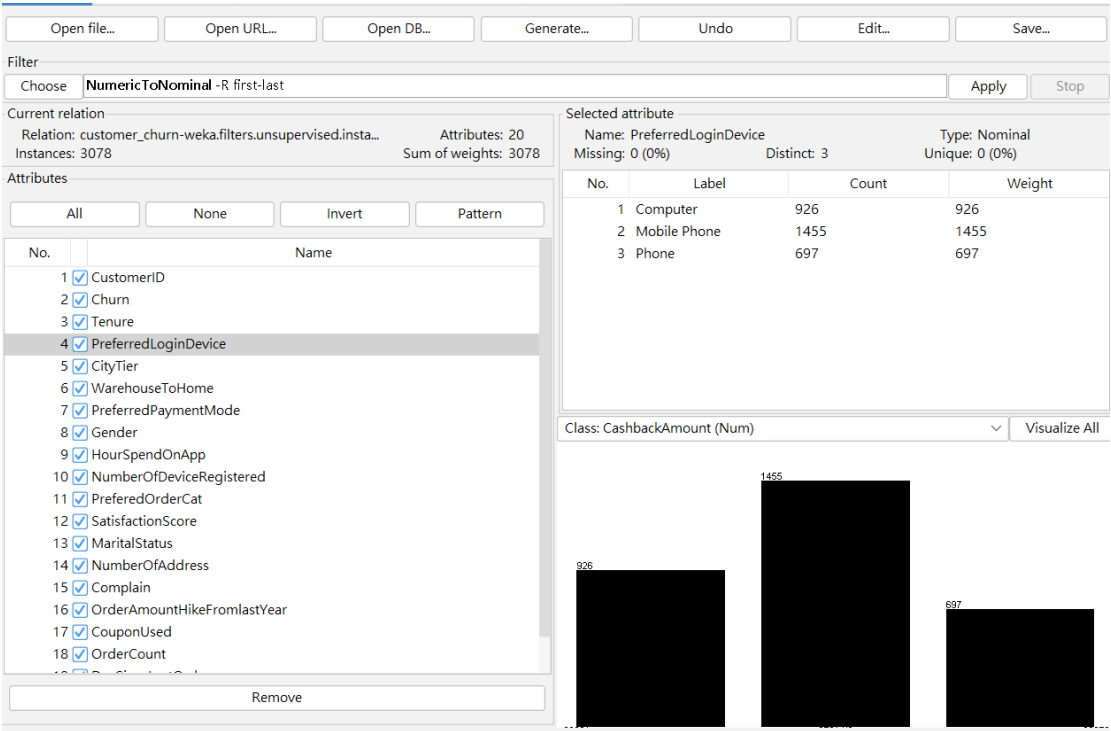 Open file... Open URL... Open DB... Generate... Undo Edit... Save...
Filter
Choose NumericToNominal -R first-last Apply Stop
Current relation
Relation: customer_churn-weka.filters.unsupervised.insta... Attributes: 20
Instances: 3078 Sum of weights: 3078
Attributes
All None Invert Pattern
No. Name
1 CustomerID
2 Churn
3 Tenure
4 PreferredLoginDevice
5 CityTier
6 WarehouseToHome
7 PreferredPaymentMode
8 Gender
9 HourSpendOnApp
10 NumberOfDeviceRegistered
11 PreferedOrderCat
12 SatisfactionScore
13 MaritalStatus
14 NumberOfAddress
15 Complain
16 OrderAmountHikeFromlastYear
17 CouponUsed
18 OrderCount
Remove
Selected attribute
Name: PreferredLoginDevice Type: Nominal
Missing: 0 (0%) Distinct: 3 Unique: 0 (0%)
No. Label Count Weight
1 Computer 926 926
2 Mobile Phone 1455 1455
3 Phone 697 697
Class: CashbackAmount (Num) Visualize All
1455
926
697